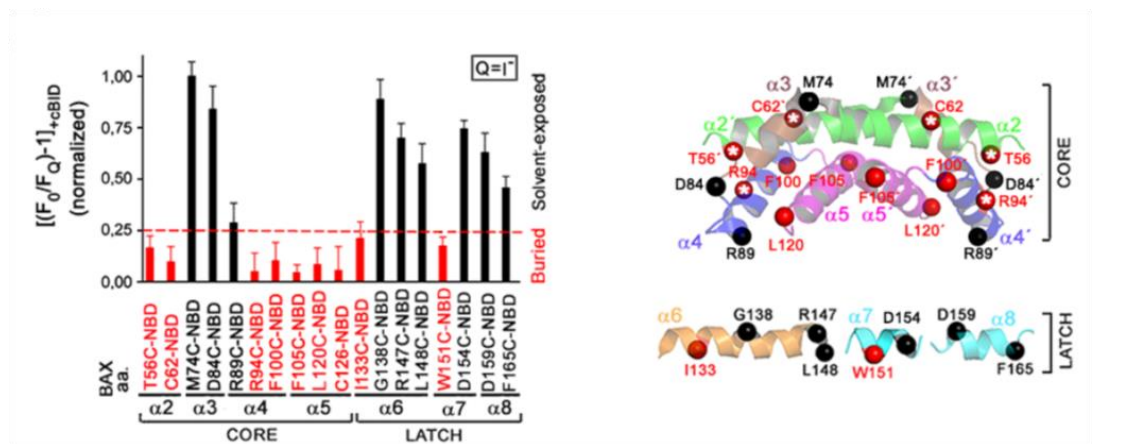 [(F₀/F_Q)-1]₊cBID
(normalized)
1,00
0,75
0,50
0,25
0,00
Q=I⁻
Solvent-exposed
Buried
BAX
aa.
T56C-NBD
C62-NBD
M74C-NBD
D84C-NBD
R89C-NBD
R94C-NBD
F100C-NBD
F105C-NBD
L120C-NBD
C126-NBD
I133C-NBD
G138C-NBD
R147C-NBD
L148C-NBD
W151C-NBD
D154C-NBD
D159C-NBD
F165C-NBD
α2 α3 α4 α5 α6 α7 α8
CORE LATCH
α3 M74 M74´ α3´
C62´ C62
α2´ α2
T56´ T56
R94 F100 F105 F100´
D84 D84´
F105´ R94´
α5 α5´
L120 L120´
α4 α4´
R89 R89´
CORE
α6 G138 R147 α7 D154 D159 α8
I133 L148 W151 F165
LATCH